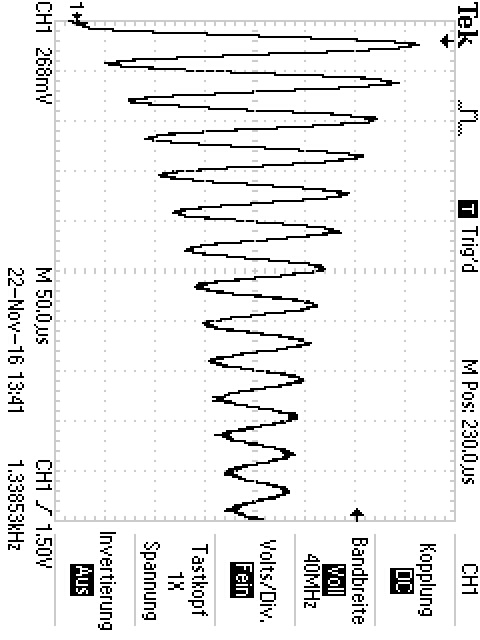 Tek
T Trig'd
M Pos: 230.0µs
CH1
Kopplung
DC
Bandbreite
Voll
40MHz
Volts/Div.
Fein
Tastkopf
1X
Spannung
Invertierung
Aus
1
CH1 268mV
M 50.0µs
CH1 / 1.50V
22-Nov-16 13:41
1.33853kHz